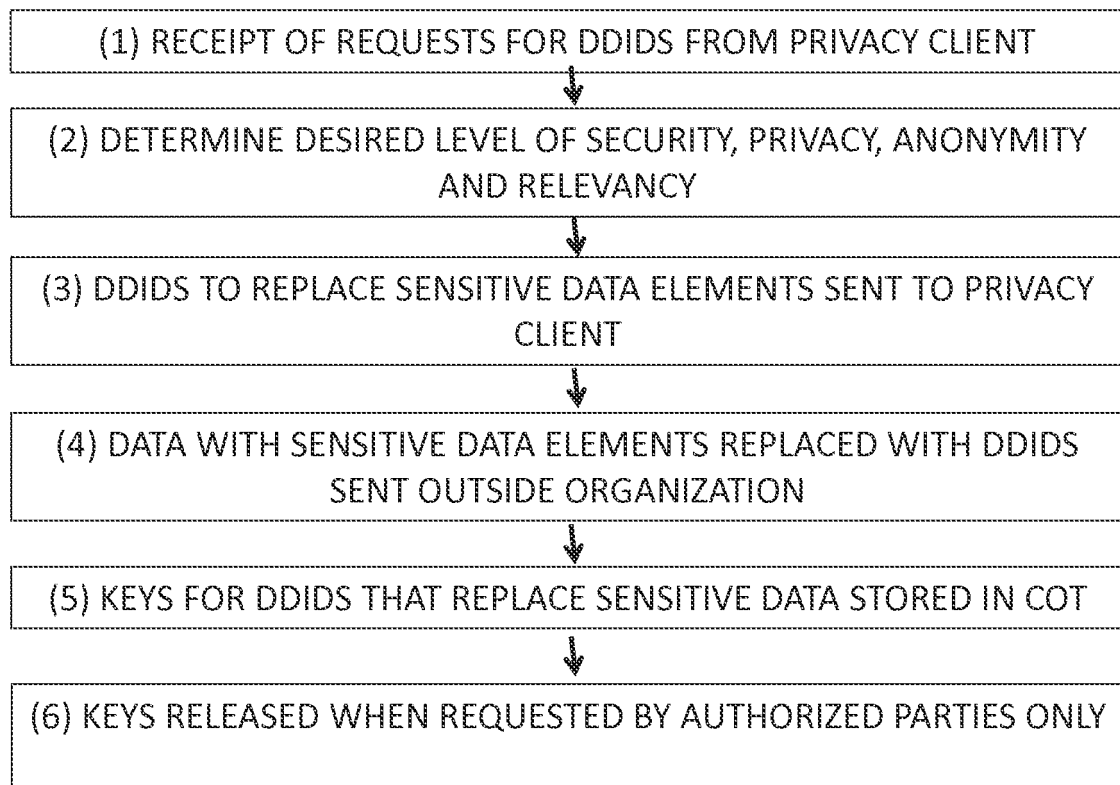 (1) RECEIPT OF REQUESTS FOR DDIDS FROM PRIVACY CLIENT
(2) DETERMINE DESIRED LEVEL OF SECURITY, PRIVACY, ANONYMITY
AND RELEVANCY
(3) DDIDS TO REPLACE SENSITIVE DATA ELEMENTS SENT TO PRIVACY
CLIENT
(4) DATA WITH SENSITIVE DATA ELEMENTS REPLACED WITH DDIDS
SENT OUTSIDE ORGANIZATION
(5) KEYS FOR DDIDS THAT REPLACE SENSITIVE DATA STORED IN COT
(6) KEYS RELEASED WHEN REQUESTED BY AUTHORIZED PARTIES ONLY